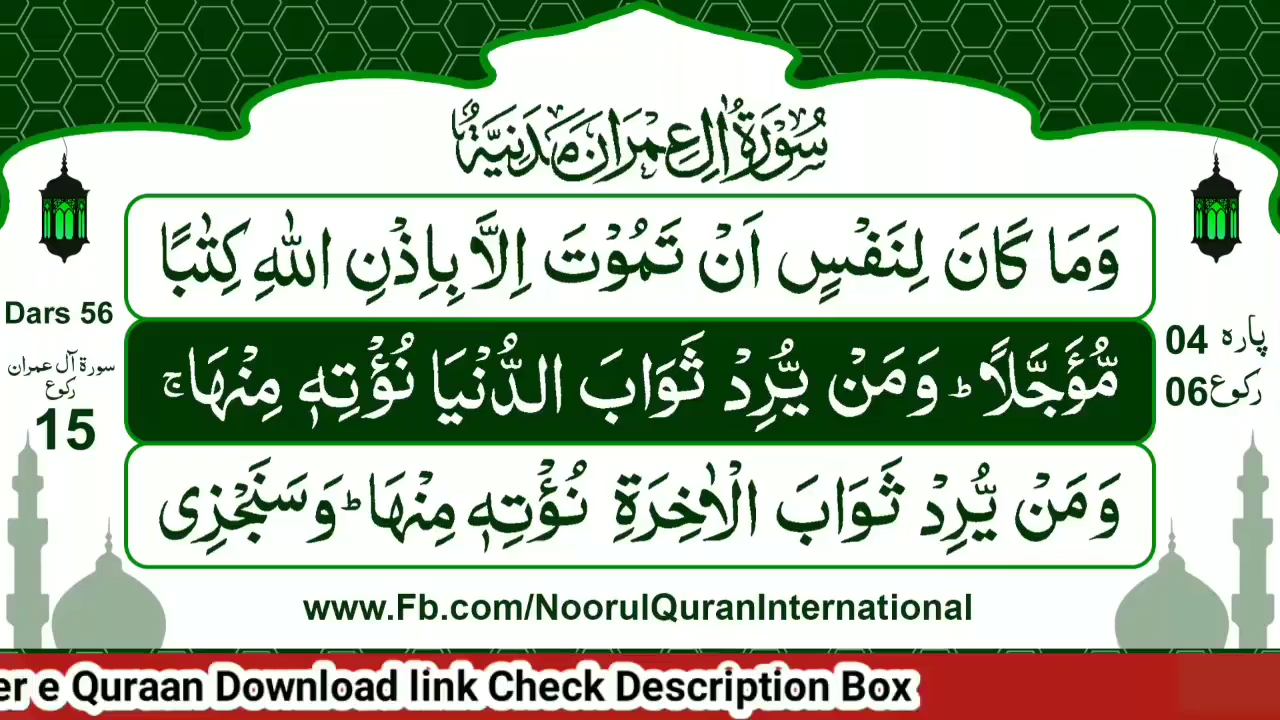 سُوْرَةُ اٰلِ عِمْرَانَ مَدَنِيَّةٌ
وَمَا كَانَ لِنَفْسٍ اَنْ تَمُوْتَ اِلَّا بِاِذْنِ اللّٰهِ كِتٰبًا
مُّؤَجَّلًا ؕ وَمَنْ يُّرِدْ ثَوَابَ الدُّنْيَا نُؤْتِهٖ مِنْهَا ۚ
وَمَنْ يُّرِدْ ثَوَابَ الْاٰخِرَةِ نُؤْتِهٖ مِنْهَا ؕ وَسَنَجْزِی
Dars 56
سورۃ آل عمران
رکوع
15
پارہ 04
رکوع 06
www.Fb.com/NoorulQuranInternational
er e Quraan Download link Check Description Box